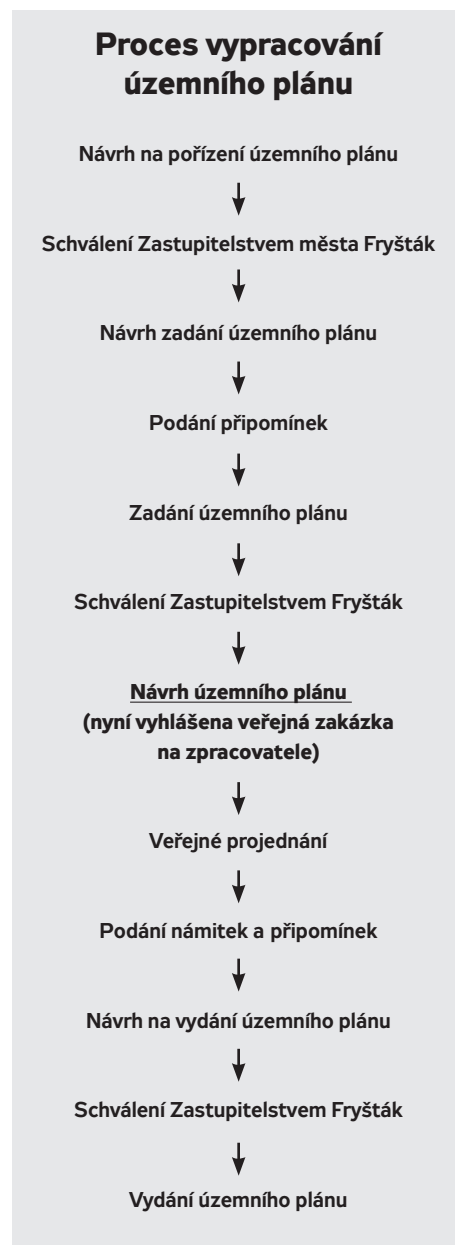 Proces vypracování
územního plánu
Návrh na pořízení územního plánu
Schválení Zastupitelstvem města Fryšták
Návrh zadání územního plánu
Podání připomínek
Zadání územního plánu
Schválení Zastupitelstvem Fryšták
Návrh územního plánu
(nyní vyhlášena veřejná zakázka
na zpracovatele)
Veřejné projednání
Podání námitek a připomínek
Návrh na vydání územního plánu
Schválení Zastupitelstvem Fryšták
Vydání územního plánu